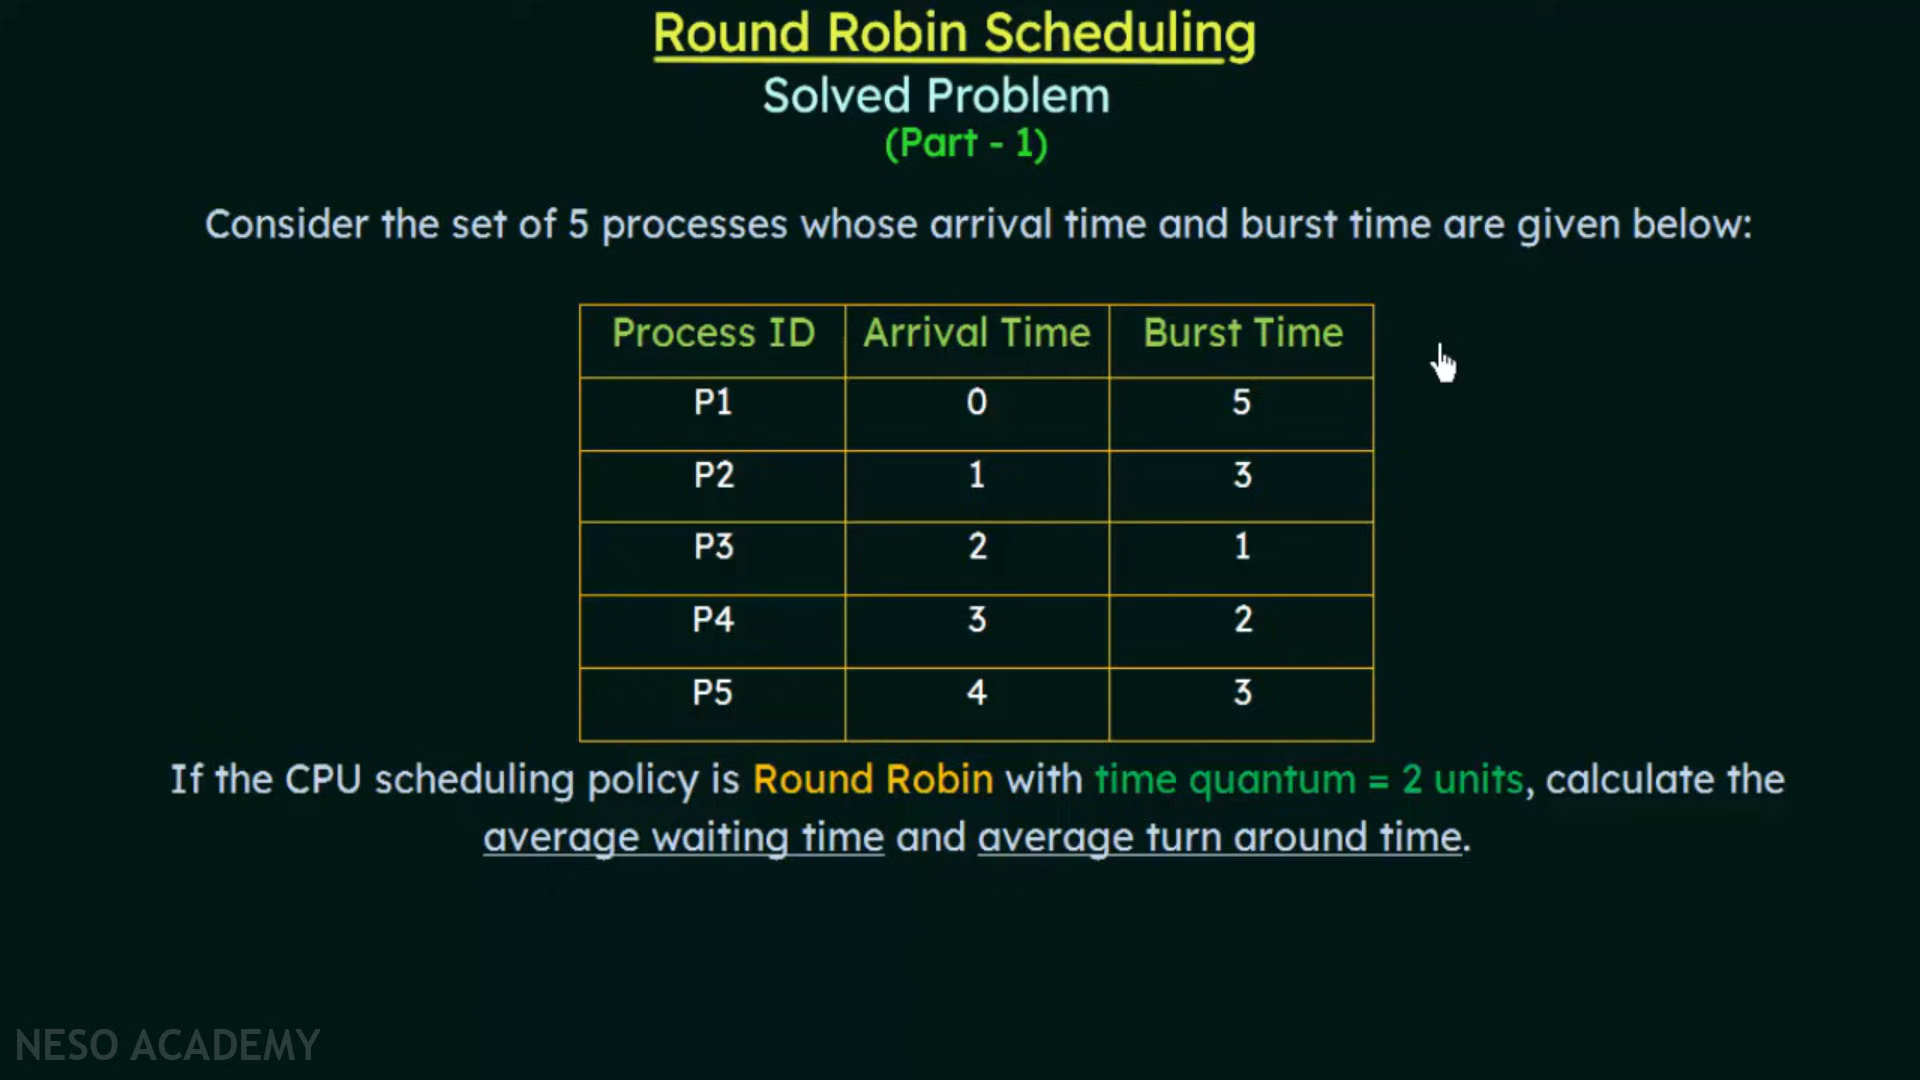 Round Robin Scheduling
Solved Problem
(Part - 1)
Consider the set of 5 processes whose arrival time and burst time are given below:
Process ID Arrival Time Burst Time
P1 0 5
P2 1 3
P3 2 1
P4 3 2
P5 4 3
If the CPU scheduling policy is Round Robin with time quantum = 2 units, calculate the
average waiting time and average turn around time.
NESO ACADEMY